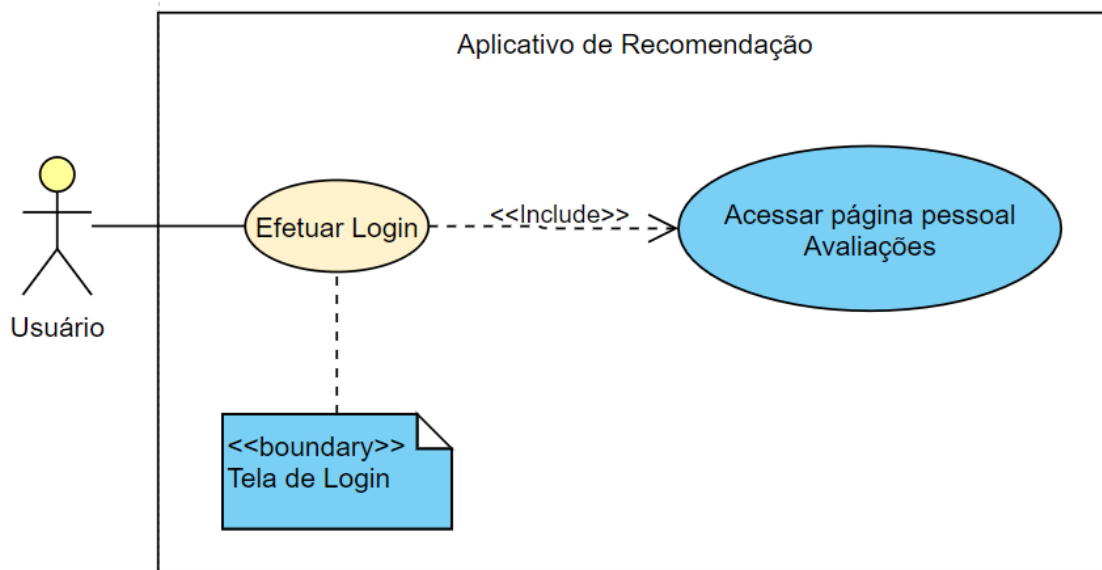 Aplicativo de Recomendação
Efetuar Login
<<Include>>
Acessar página pessoal
Avaliações
Usuário
<<boundary>>
Tela de Login